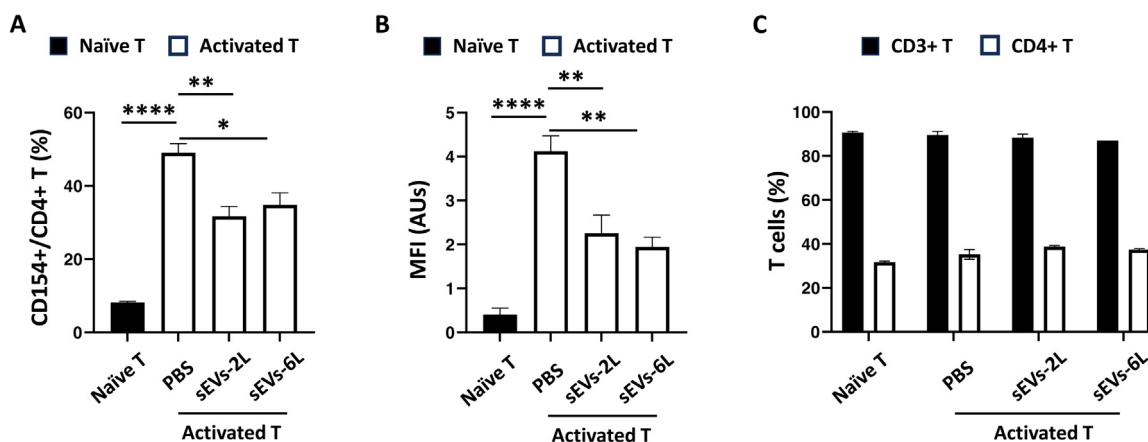 A
Naïve T
Activated T
**
****
*
CD154+/CD4+ T (%)
60
40
20
0
Naïve T
PBS
sEVs-2L
sEVs-6L
Activated T
B
Naïve T
Activated T
**
****
**
MFI (AUs)
5
4
3
2
1
0
Naïve T
PBS
sEVs-2L
sEVs-6L
Activated T
C
CD3+ T
CD4+ T
T cells (%)
100
80
60
40
20
0
Naïve T
PBS
sEVs-2L
sEVs-6L
Activated T